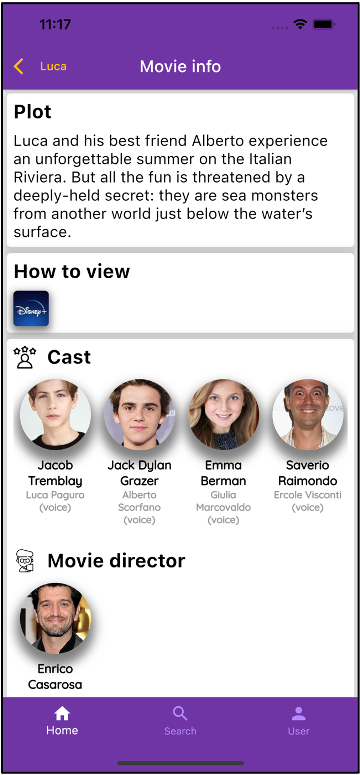 11:17
Luca
Movie info
Plot
Luca and his best friend Alberto experience
an unforgettable summer on the Italian
Riviera. But all the fun is threatened by a
deeply-held secret: they are sea monsters
from another world just below the water's
surface.
How to view
Disney+
Cast
Jacob Tremblay
Luca Paguro (voice)
Jack Dylan Grazer
Alberto Scorfano (voice)
Emma Berman
Giulia Marcovaldo (voice)
Saverio Raimondo
Ercole Visconti (voice)
Movie director
Enrico
Casarosa
Home
Search
User